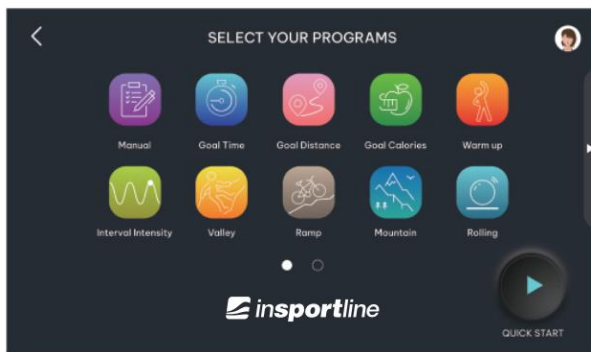 SELECT YOUR PROGRAMS
Manual Goal Time Goal Distance Goal Calories Warm up
Interval Intensity Valley Ramp Mountain Rolling
insportline
QUICK START